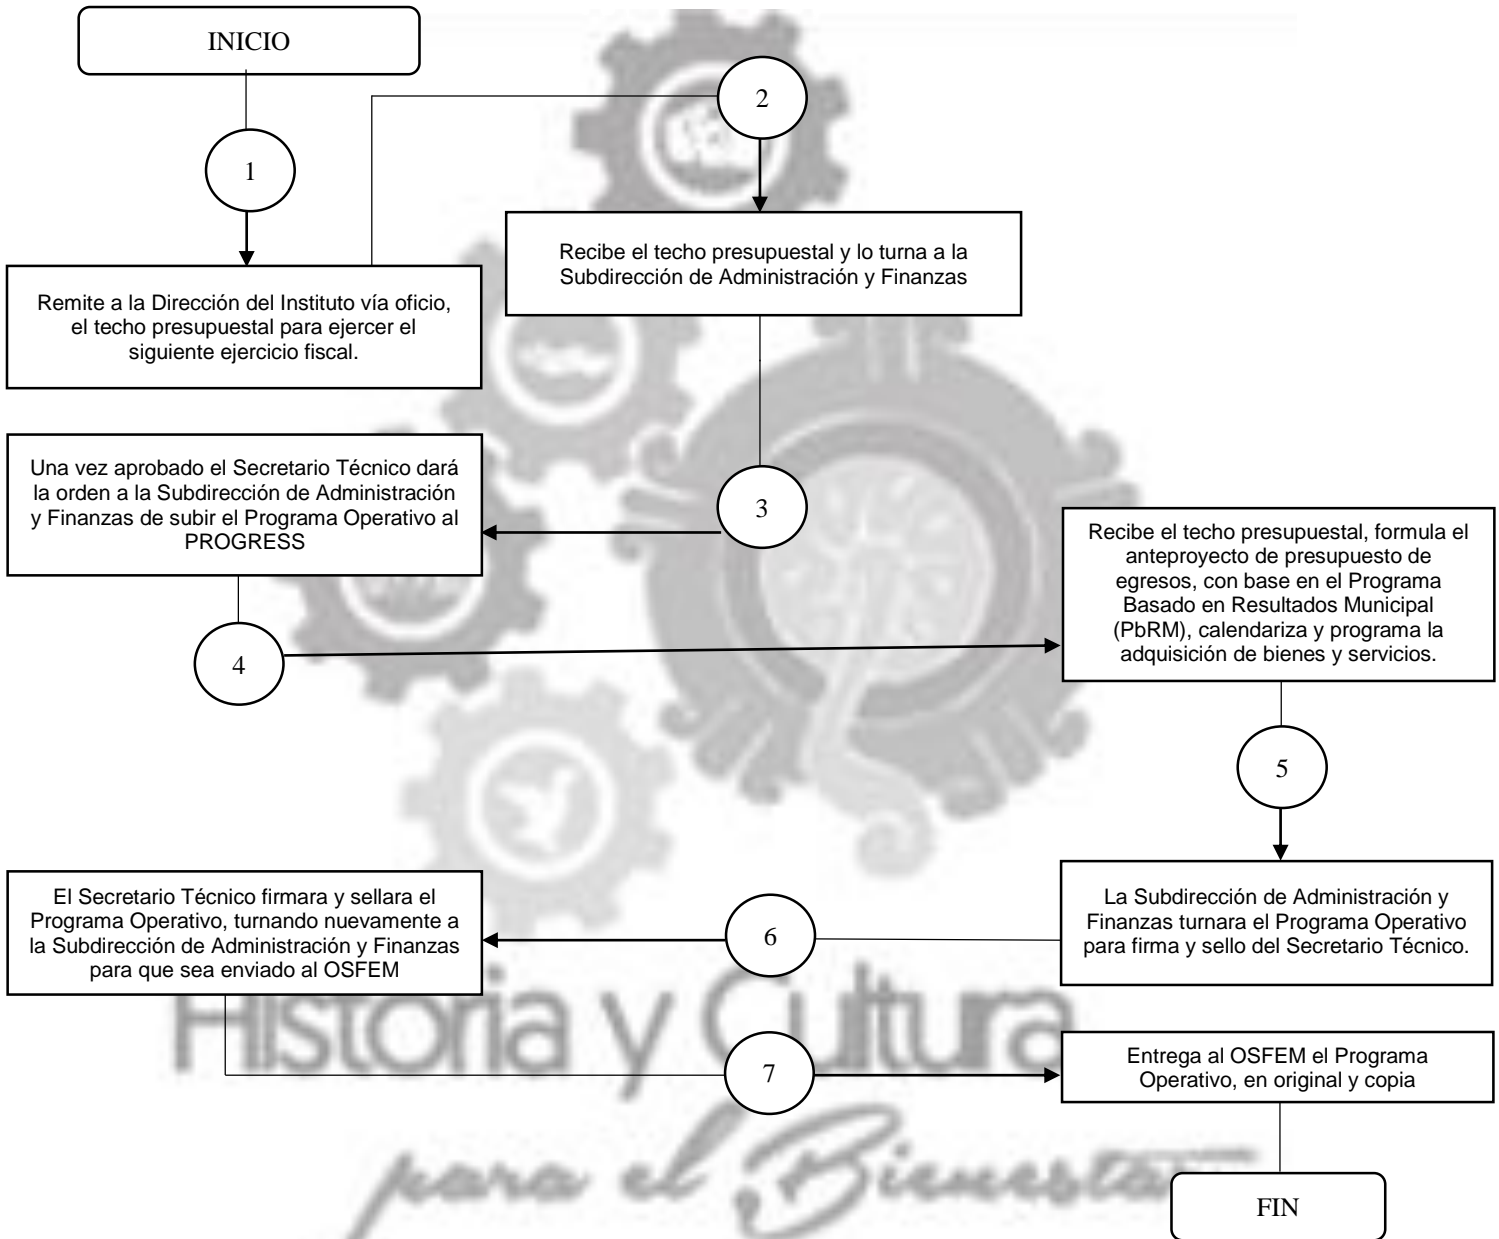 INICIO
1
Remite a la Dirección del Instituto vía oficio,
el techo presupuestal para ejercer el
siguiente ejercicio fiscal.
2
Recibe el techo presupuestal y lo turna a la
Subdirección de Administración y Finanzas
3
Una vez aprobado el Secretario Técnico dará
la orden a la Subdirección de Administración
y Finanzas de subir el Programa Operativo al
PROGRESS
4
Recibe el techo presupuestal, formula el
anteproyecto de presupuesto de
egresos, con base en el Programa
Basado en Resultados Municipal
(PbRM), calendariza y programa la
adquisición de bienes y servicios.
5
La Subdirección de Administración y
Finanzas turnara el Programa Operativo
para firma y sello del Secretario Técnico.
6
El Secretario Técnico firmara y sellara el
Programa Operativo, turnando nuevamente a
la Subdirección de Administración y Finanzas
para que sea enviado al OSFEM
7
Entrega al OSFEM el Programa
Operativo, en original y copia
FIN
Historia y Cultura
para el Bienestar